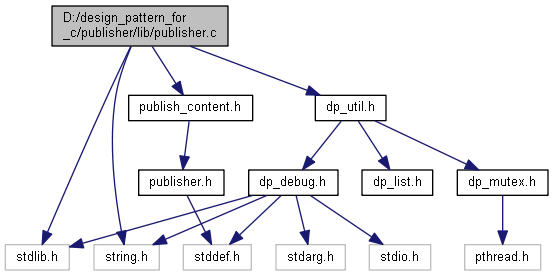 D:/design_pattern_for
_c/publisher/lib/publisher.c
publish_content.h
dp_util.h
publisher.h
dp_debug.h
dp_list.h
dp_mutex.h
stdlib.h
string.h
stddef.h
stdarg.h
stdio.h
pthread.h